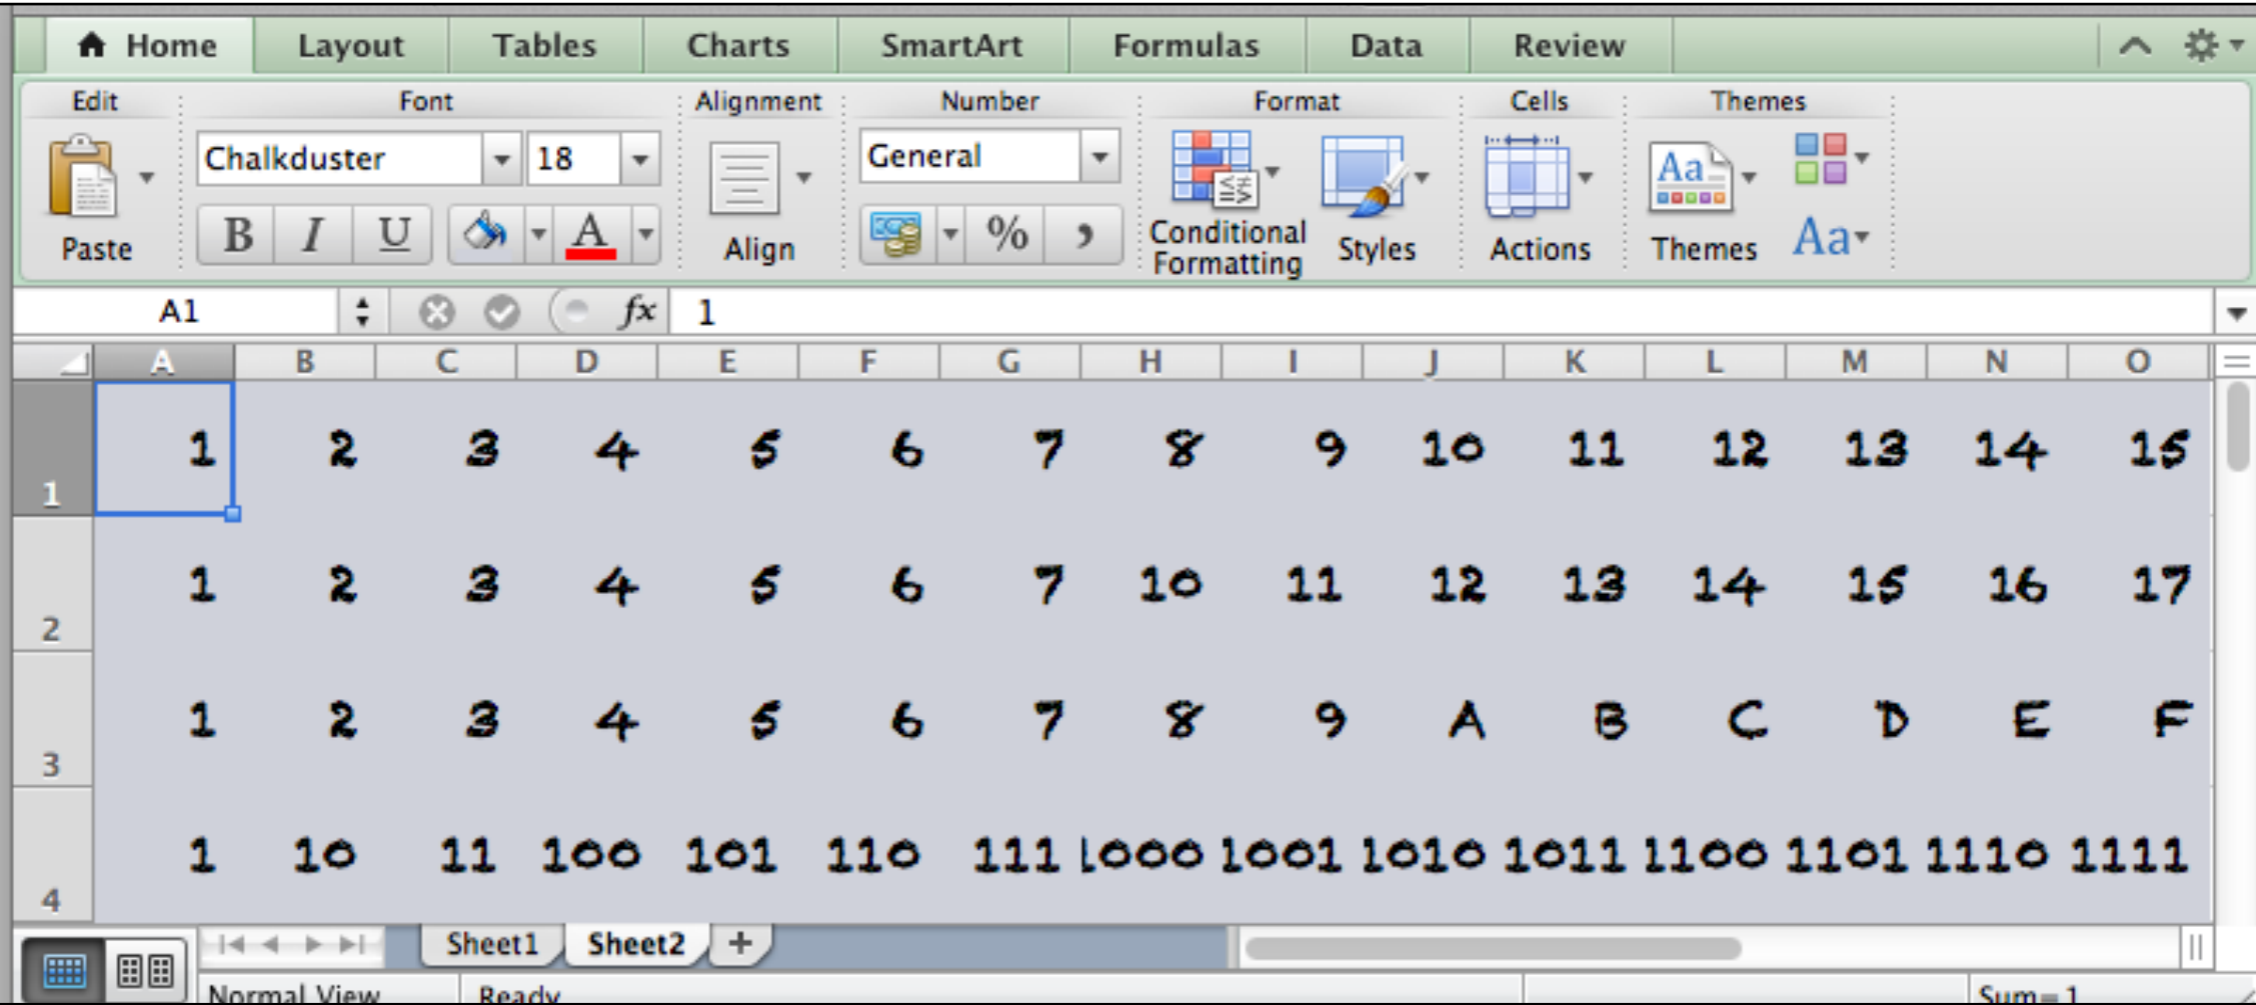 Home Layout Tables Charts SmartArt Formulas Data Review
Edit Font Alignment Number Format Cells Themes
Chalkduster 18 General Aa
B I U A % , Conditional Formatting
Paste Align Styles Actions Themes Aa
A1 fx 1
A B C D E F G H I J K L M N O
1 1 2 3 4 5 6 7 8 9 10 11 12 13 14 15
2 1 2 3 4 5 6 7 10 11 12 13 14 15 16 17
3 1 2 3 4 5 6 7 8 9 A B C D E F
4 1 10 11 100 101 110 111 1000 1001 1010 1011 1100 1101 1110 1111
Sheet1 Sheet2 +
Normal View Ready Sum=1